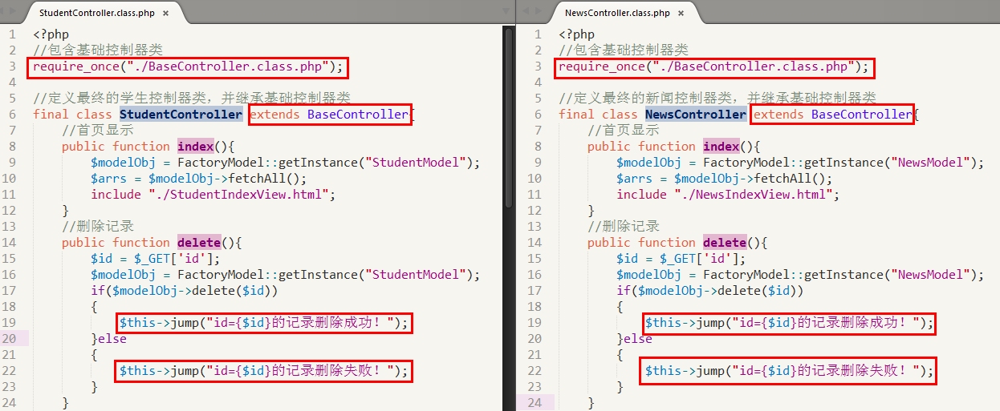 StudentController.class.php ×
1 <?php
2 //包含基础控制器类
3 require_once("./BaseController.class.php");
4
5 //定义最终的学生控制器类，并继承基础控制器类
6 final class StudentController extends BaseController{
7 //首页显示
8 public function index(){
9 $modelObj = FactoryModel::getInstance("StudentModel");
10 $arrs = $modelObj->fetchAll();
11 include "./StudentIndexView.html";
12 }
13 //删除记录
14 public function delete(){
15 $id = $_GET['id'];
16 $modelObj = FactoryModel::getInstance("StudentModel");
17 if($modelObj->delete($id))
18 {
19 $this->jump("id={$id}的记录删除成功！");
20 }else
21 {
22 $this->jump("id={$id}的记录删除失败！");
23 }
24 }
NewsController.class.php ×
1 <?php
2 //包含基础控制器类
3 require_once("./BaseController.class.php");
4
5 //定义最终的新闻控制器类，并继承基础控制器类
6 final class NewsController extends BaseController{
7 //首页显示
8 public function index(){
9 $modelObj = FactoryModel::getInstance("NewsModel");
10 $arrs = $modelObj->fetchAll();
11 include "./NewsIndexView.html";
12 }
13 //删除记录
14 public function delete(){
15 $id = $_GET['id'];
16 $modelObj = FactoryModel::getInstance("NewsModel");
17 if($modelObj->delete($id))
18 {
19 $this->jump("id={$id}的记录删除成功！");
20 }else
21 {
22 $this->jump("id={$id}的记录删除失败！");
23 }
24 }